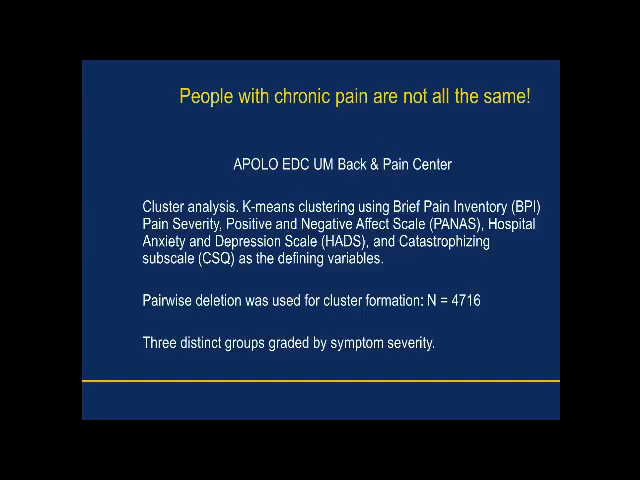 People with chronic pain are not all the same!
APOLO EDC UM Back & Pain Center
Cluster analysis. K-means clustering using Brief Pain Inventory (BPI)
Pain Severity, Positive and Negative Affect Scale (PANAS), Hospital
Anxiety and Depression Scale (HADS), and Catastrophizing
subscale (CSQ) as the defining variables.
Pairwise deletion was used for cluster formation: N = 4716
Three distinct groups graded by symptom severity.